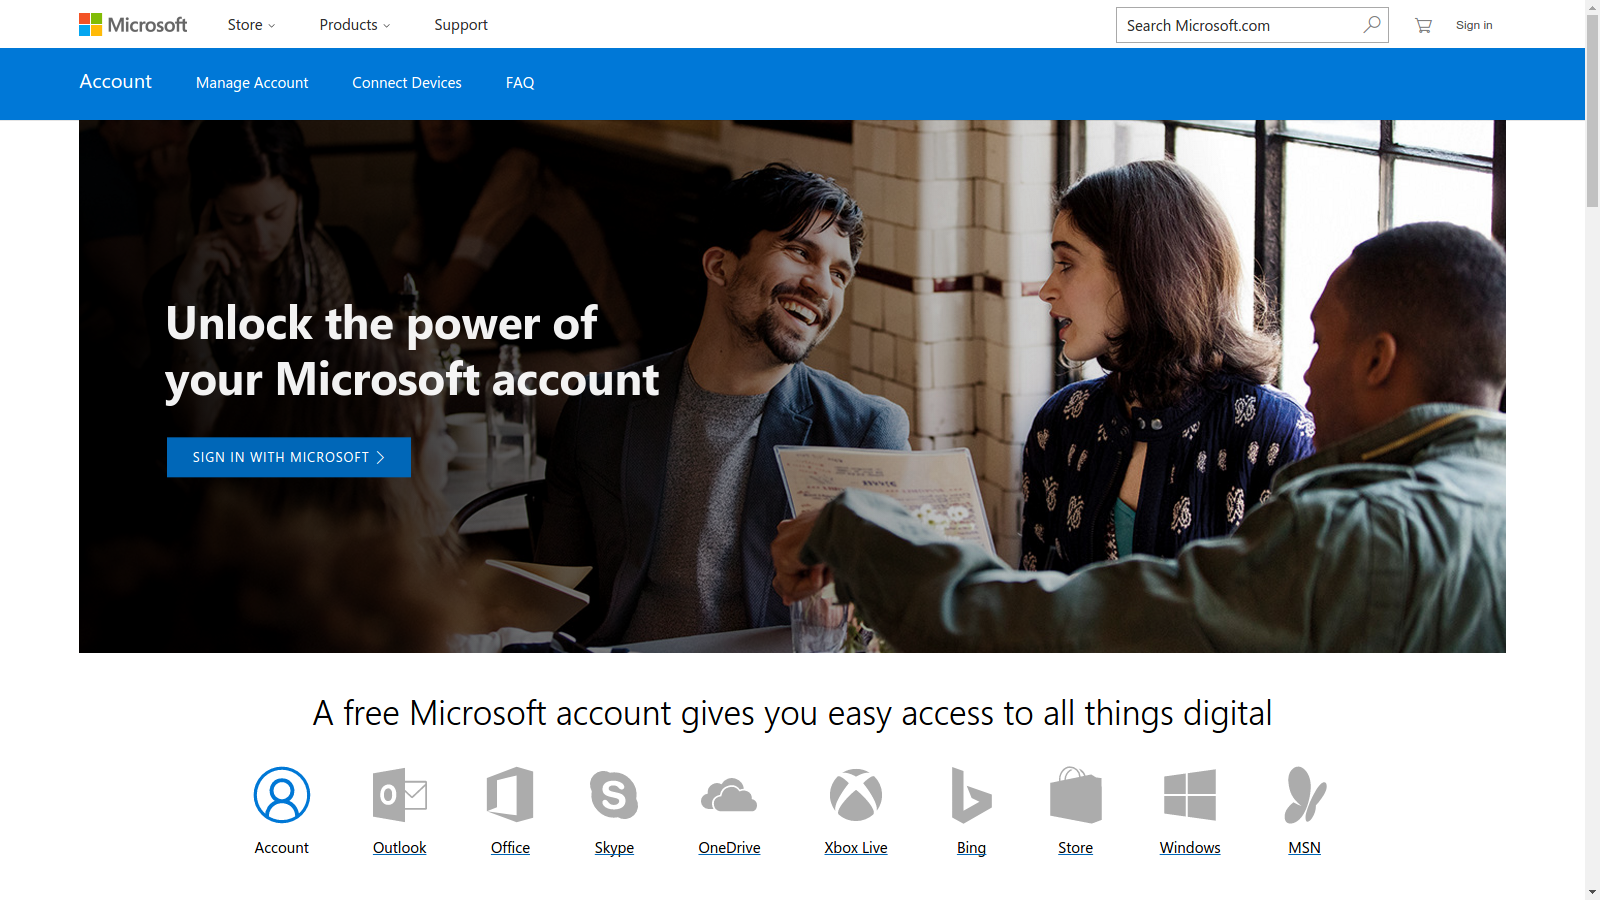 Microsoft
Store
Products
Support
Search Microsoft.com
Sign in
Account
Manage Account
Connect Devices
FAQ
Unlock the power of
your Microsoft account
SIGN IN WITH MICROSOFT
A free Microsoft account gives you easy access to all things digital
Account
Outlook
Office
Skype
OneDrive
Xbox Live
Bing
Store
Windows
MSN